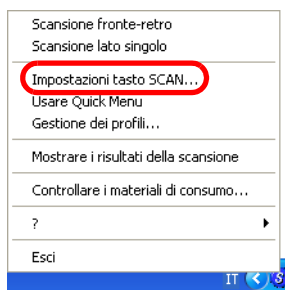 Scansione fronte-retro
Scansione lato singolo
Impostazioni tasto SCAN...
Usare Quick Menu
Gestione dei profili...
Mostrare i risultati della scansione
Controllare i materiali di consumo...
?
Esci
IT
S